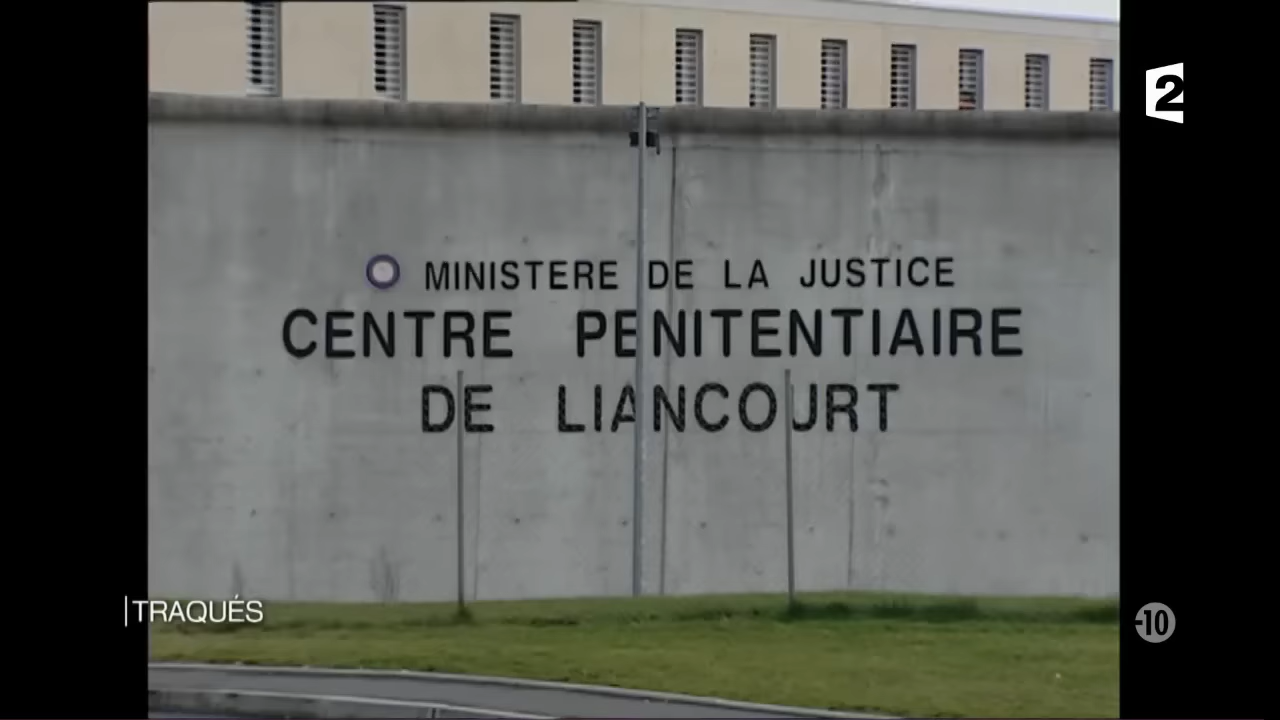 2
MINISTERE DE LA JUSTICE
CENTRE PENITENTIAIRE
DE LIANCOURT
|TRAQUÉS
-10